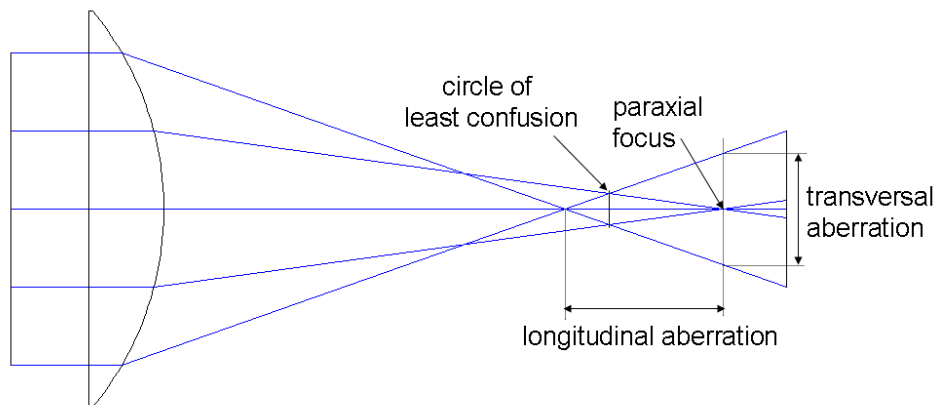 circle of
least confusion
paraxial
focus
transversal
aberration
longitudinal aberration